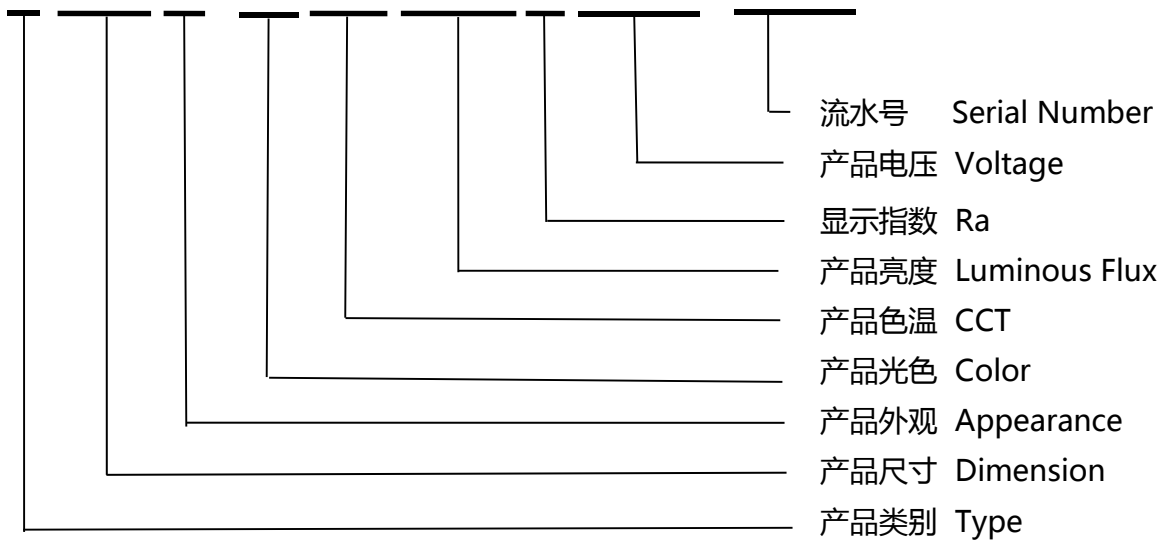 流水号 Serial Number
产品电压 Voltage
显示指数 Ra
产品亮度 Luminous Flux
产品色温 CCT
产品光色 Color
产品外观 Appearance
产品尺寸 Dimension
产品类别 Type